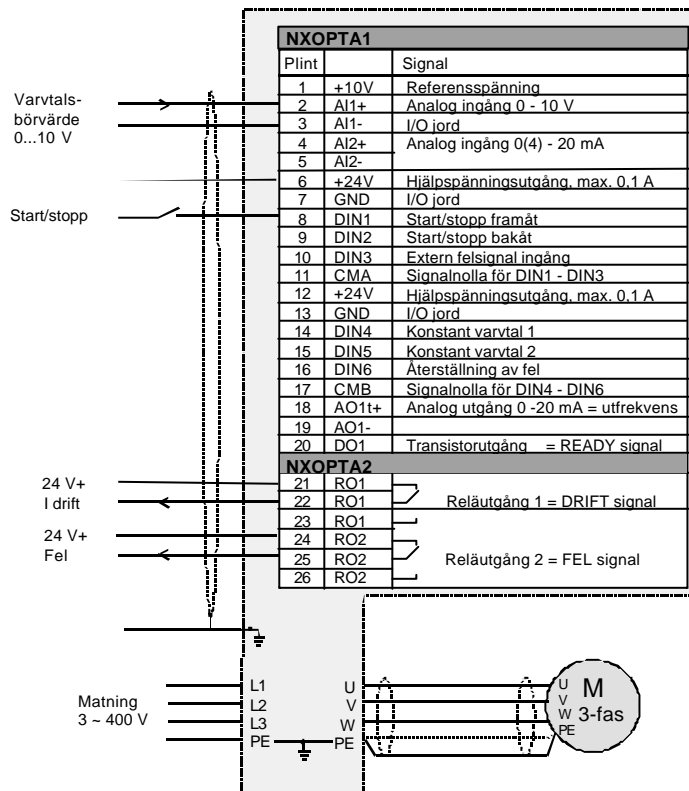 NXOPTA1
Plint Signal
1 +10V Referensspänning
2 AI1+ Analog ingång 0 - 10 V
3 AI1- I/O jord
4 AI2+ Analog ingång 0(4) - 20 mA
5 AI2-
6 +24V Hjälpspänningsutgång, max. 0,1 A
7 GND I/O jord
8 DIN1 Start/stopp framåt
9 DIN2 Start/stopp bakåt
10 DIN3 Extern felsignal ingång
11 CMA Signalnolla för DIN1 - DIN3
12 +24V Hjälpspänningsutgång, max. 0,1 A
13 GND I/O jord
14 DIN4 Konstant varvtal 1
15 DIN5 Konstant varvtal 2
16 DIN6 Återställning av fel
17 CMB Signalnolla för DIN4 - DIN6
18 AO1t+ Analog utgång 0 -20 mA = utfrekvens
19 AO1-
20 DO1 Transistorutgång = READY signal
NXOPTA2
21 RO1
22 RO1 Reläutgång 1 = DRIFT signal
23 RO1
24 RO2
25 RO2 Reläutgång 2 = FEL signal
26 RO2
Varvtals-
börvärde
0...10 V
Start/stopp
24 V+
I drift
24 V+
Fel
Matning
3 ~ 400 V
L1
L2
L3
PE
U
V
W
PE
U
V
W
PE
M
3-fas